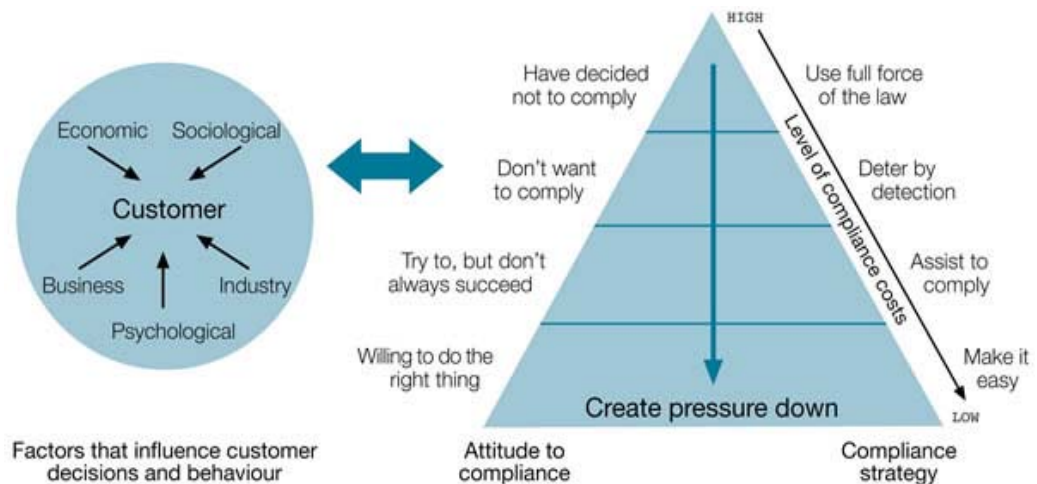 Economic
Sociological
Customer
Business
Industry
Psychological
Factors that influence customer
decisions and behaviour
HIGH
Have decided
not to comply
Use full force
of the law
Don't want
to comply
Deter by
detection
Try to, but don't
always succeed
Assist to
comply
Willing to do the
right thing
Make it
easy
Level of compliance costs
LOW
Create pressure down
Attitude to
compliance
Compliance
strategy